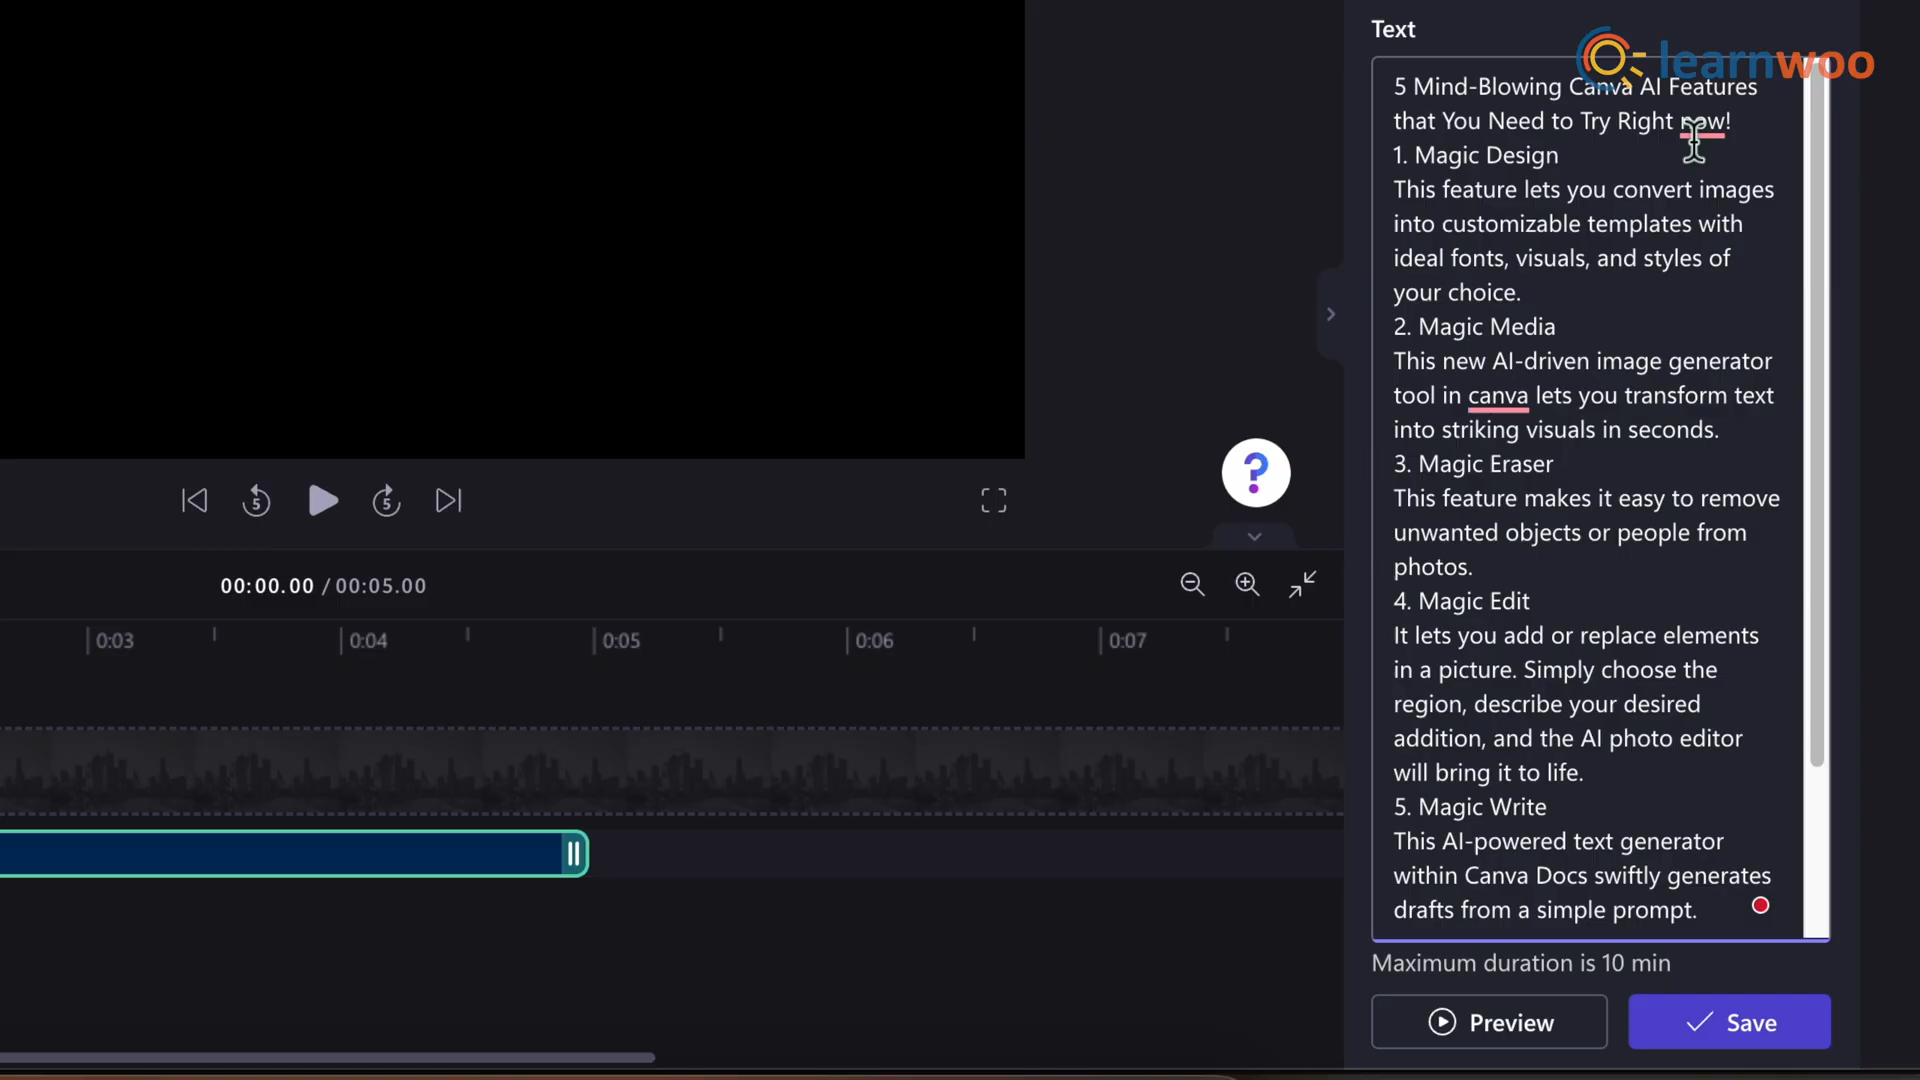 Text
learnwoo
5 Mind-Blowing Canva AI Features
that You Need to Try Right now!
1. Magic Design
This feature lets you convert images
into customizable templates with
ideal fonts, visuals, and styles of
your choice.
2. Magic Media
This new AI-driven image generator
tool in canva lets you transform text
into striking visuals in seconds.
3. Magic Eraser
This feature makes it easy to remove
unwanted objects or people from
photos.
4. Magic Edit
It lets you add or replace elements
in a picture. Simply choose the
region, describe your desired
addition, and the AI photo editor
will bring it to life.
5. Magic Write
This AI-powered text generator
within Canva Docs swiftly generates
drafts from a simple prompt.
Maximum duration is 10 min
Preview
Save
?
5
5
00:00.00 / 00:05.00
0:03
0:04
0:05
0:06
0:07